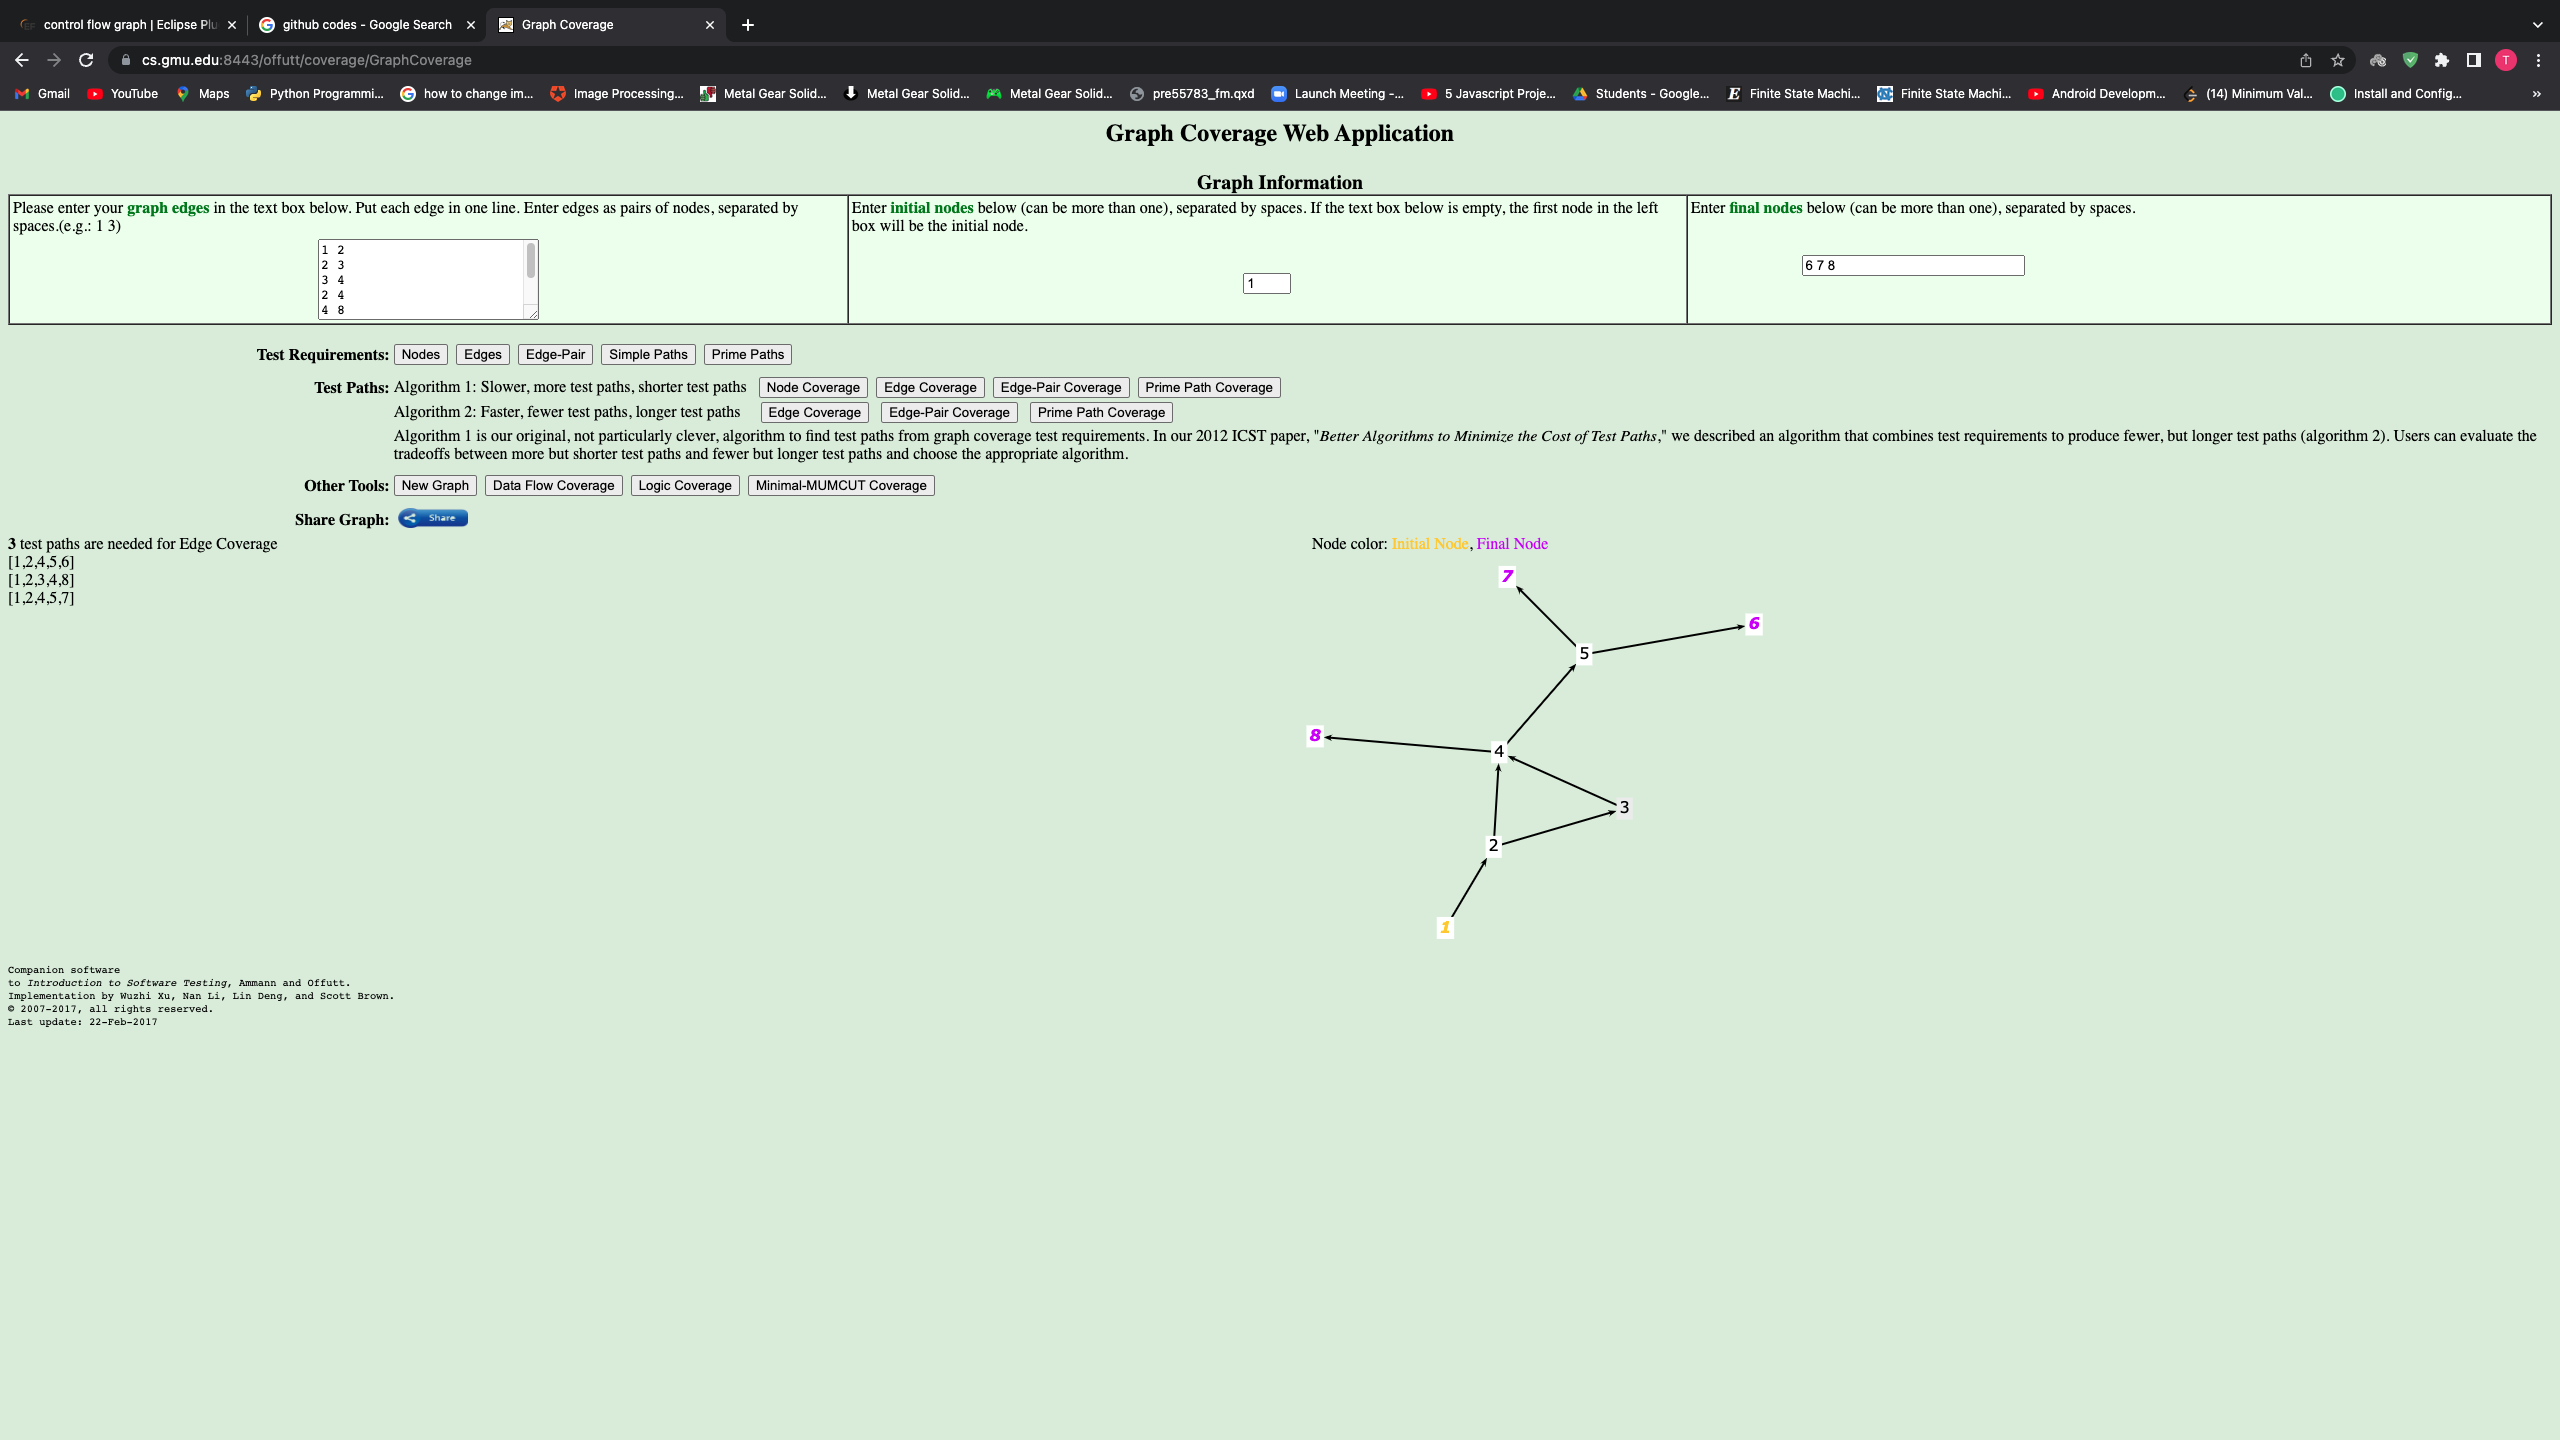 control flow graph | Eclipse Plu
github codes - Google Search
Graph Coverage
cs.gmu.edu:8443/offutt/coverage/GraphCoverage
T
Gmail
YouTube
Maps
Python Programmi...
how to change im...
Image Processing...
Metal Gear Solid...
Metal Gear Solid...
Metal Gear Solid...
pre55783_fm.qxd
Launch Meeting -...
5 Javascript Proje...
Students - Google...
Finite State Machi...
Finite State Machi...
Android Developm...
(14) Minimum Val...
Install and Config...
Graph Coverage Web Application
Graph Information
Please enter your graph edges in the text box below. Put each edge in one line. Enter edges as pairs of nodes, separated by
spaces.(e.g.: 1 3)
1 2
2 3
3 4
2 4
4 8
Enter initial nodes below (can be more than one), separated by spaces. If the text box below is empty, the first node in the left
box will be the initial node.
1
Enter final nodes below (can be more than one), separated by spaces.
6 7 8
Test Requirements: Nodes Edges Edge-Pair Simple Paths Prime Paths
Test Paths: Algorithm 1: Slower, more test paths, shorter test paths Node Coverage Edge Coverage Edge-Pair Coverage Prime Path Coverage
Algorithm 2: Faster, fewer test paths, longer test paths Edge Coverage Edge-Pair Coverage Prime Path Coverage
Algorithm 1 is our original, not particularly clever, algorithm to find test paths from graph coverage test requirements. In our 2012 ICST paper, "Better Algorithms to Minimize the Cost of Test Paths," we described an algorithm that combines test requirements to produce fewer, but longer test paths (algorithm 2). Users can evaluate the
tradeoffs between more but shorter test paths and fewer but longer test paths and choose the appropriate algorithm.
Other Tools: New Graph Data Flow Coverage Logic Coverage Minimal-MUMCUT Coverage
Share Graph: Share
3 test paths are needed for Edge Coverage
[1,2,4,5,6]
[1,2,3,4,8]
[1,2,4,5,7]
Node color: Initial Node, Final Node
7
6
5
8
4
3
2
1
Companion software
to Introduction to Software Testing, Ammann and Offutt.
Implementation by Wuzhi Xu, Nan Li, Lin Deng, and Scott Brown.
© 2007-2017, all rights reserved.
Last update: 22-Feb-2017